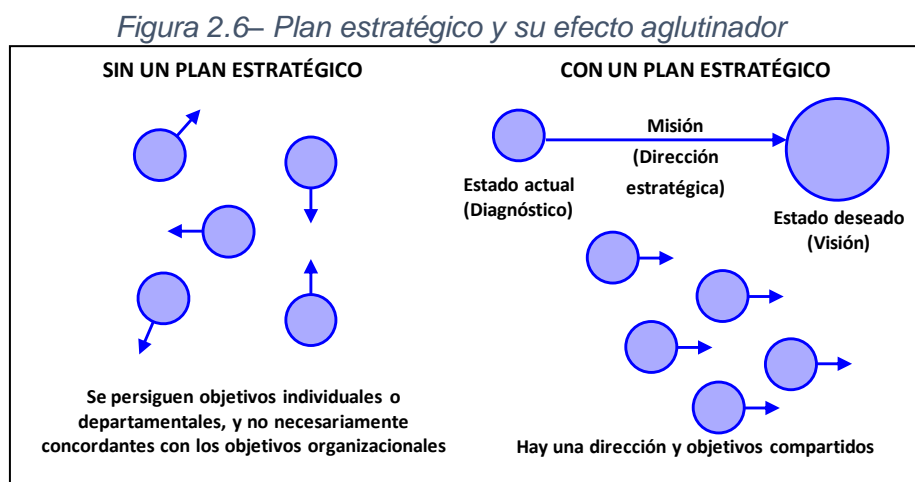 Figura 2.6– Plan estratégico y su efecto aglutinador
SIN UN PLAN ESTRATÉGICO
Se persiguen objetivos individuales o
departamentales, y no necesariamente
concordantes con los objetivos organizacionales
CON UN PLAN ESTRATÉGICO
Misión
(Dirección
estratégica)
Estado actual
(Diagnóstico)
Estado deseado
(Visión)
Hay una dirección y objetivos compartidos